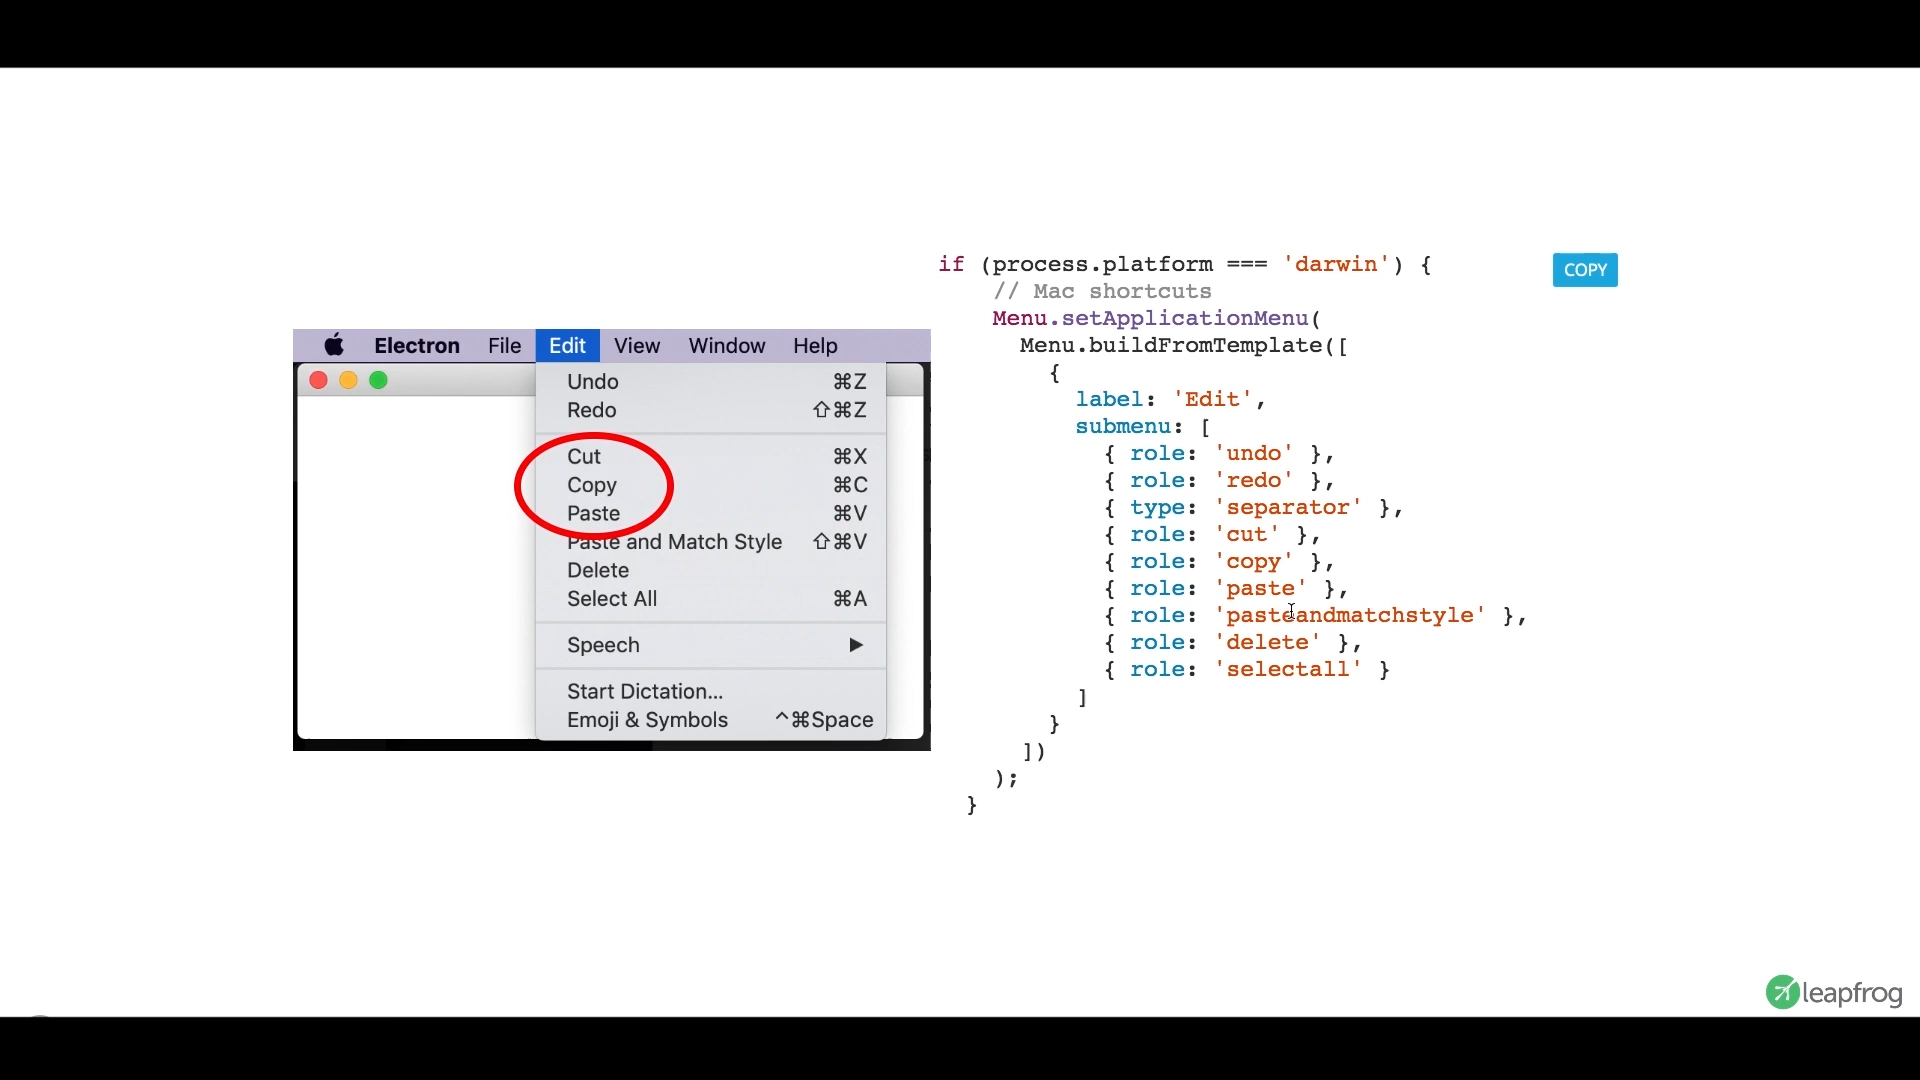 Electron File Edit View Window Help
Undo ⌘Z
Redo ⇧⌘Z
Cut ⌘X
Copy ⌘C
Paste ⌘V
Paste and Match Style ⇧⌘V
Delete
Select All ⌘A
Speech ▶
Start Dictation...
Emoji & Symbols ^⌘Space
if (process.platform === 'darwin') {
// Mac shortcuts
Menu.setApplicationMenu(
Menu.buildFromTemplate([
{
label: 'Edit',
submenu: [
{ role: 'undo' },
{ role: 'redo' },
{ type: 'separator' },
{ role: 'cut' },
{ role: 'copy' },
{ role: 'paste' },
{ role: 'pasteandmatchstyle' },
{ role: 'delete' },
{ role: 'selectall' }
]
}
])
);
}
COPY
leapfrog